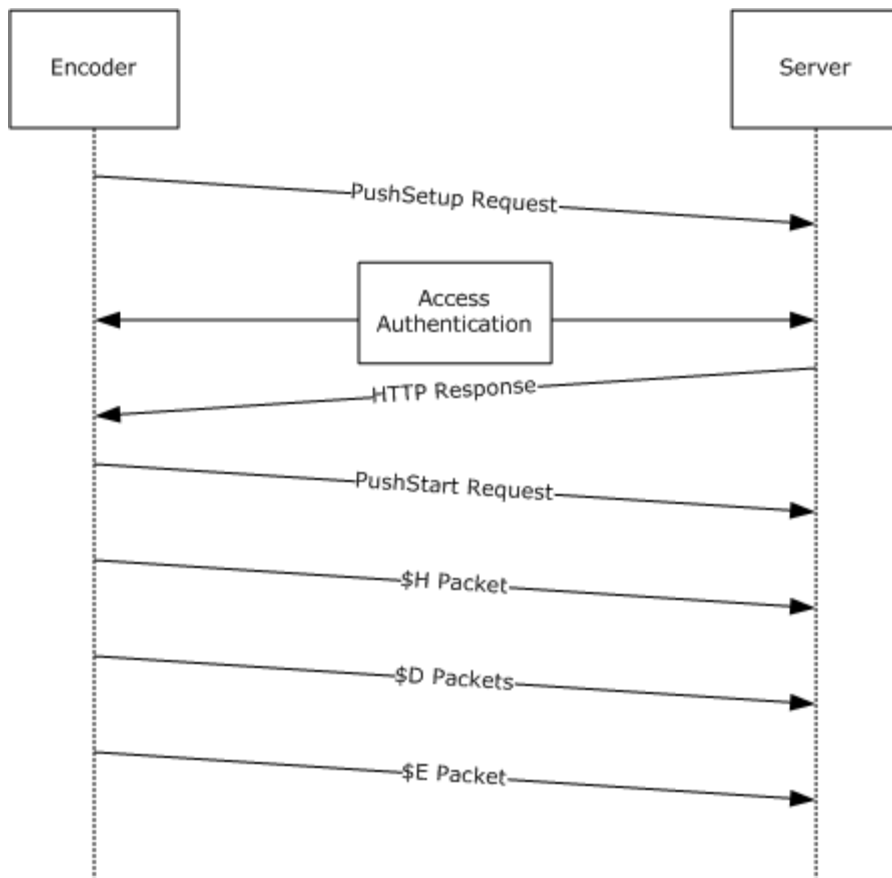 Encoder
Server
PushSetup Request
Access
Authentication
HTTP Response
PushStart Request
$H Packet
$D Packets
$E Packet